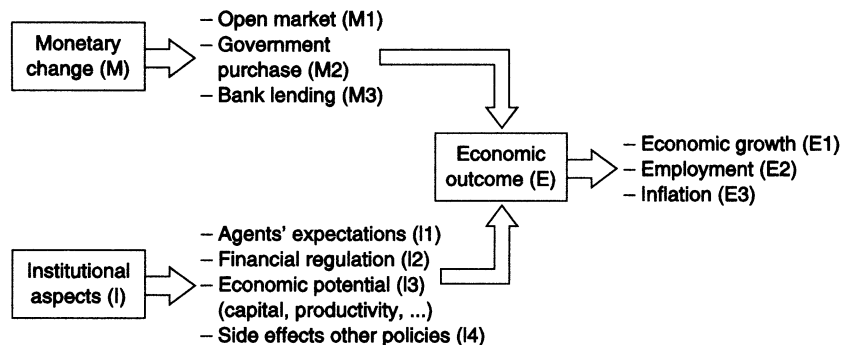 Monetary
change (M)
– Open market (M1)
– Government
purchase (M2)
– Bank lending (M3)
Economic
outcome (E)
– Economic growth (E1)
– Employment (E2)
– Inflation (E3)
Institutional
aspects (I)
– Agents’ expectations (I1)
– Financial regulation (I2)
– Economic potential (I3)
(capital, productivity, ...)
– Side effects other policies (I4)